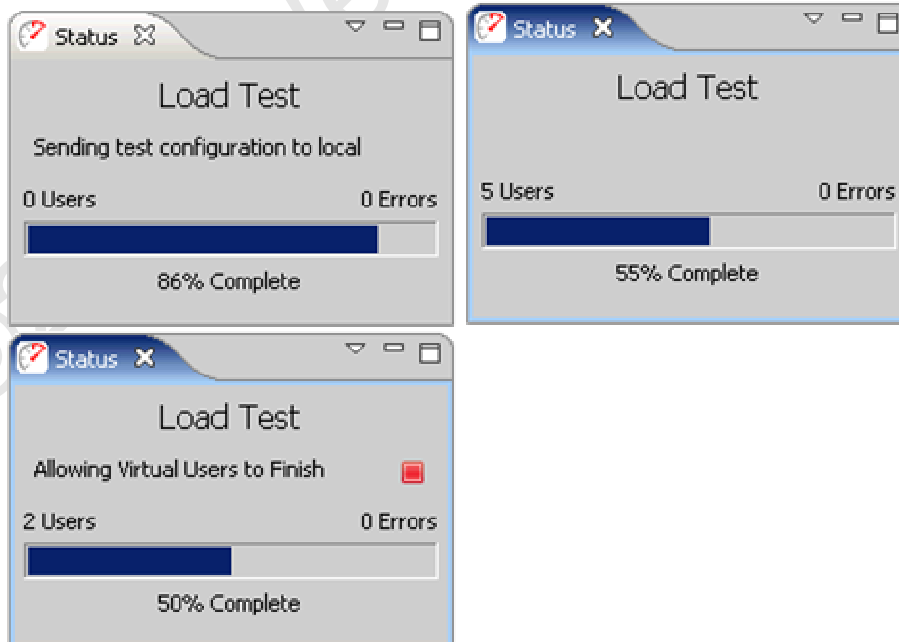 Status
Load Test
Sending test configuration to local
0 Users 0 Errors
86% Complete
Status
Load Test
5 Users 0 Errors
55% Complete
Status
Load Test
Allowing Virtual Users to Finish
2 Users 0 Errors
50% Complete